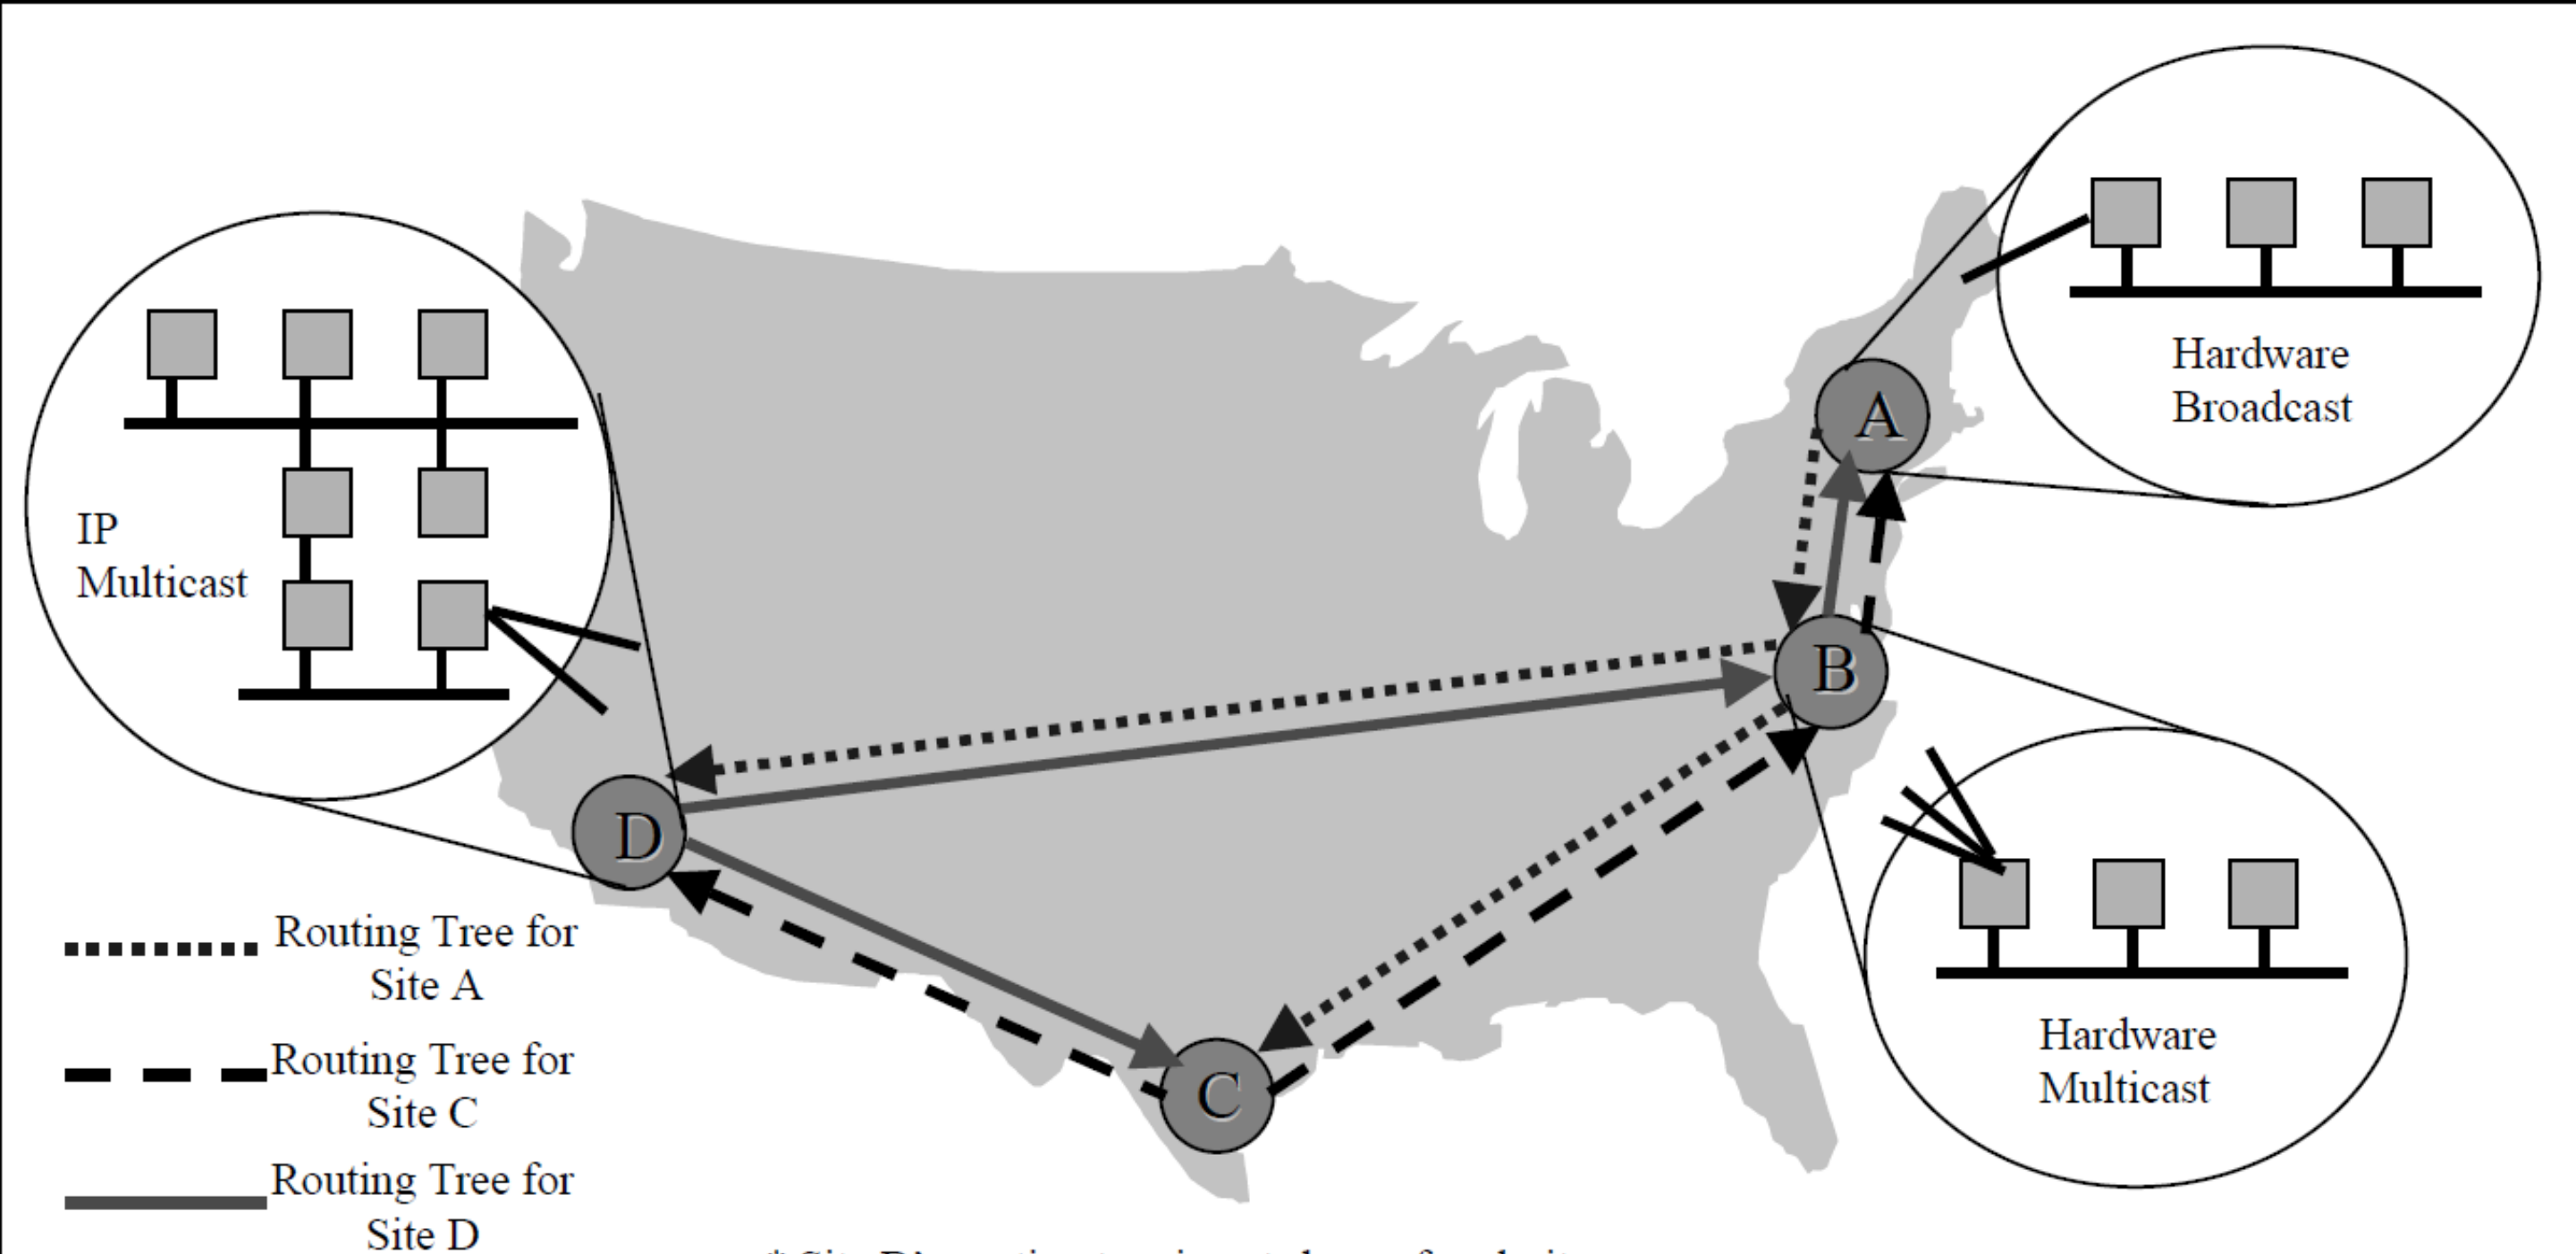 Hardware
Broadcast
A
IP
Multicast
B
D
C
Hardware
Multicast
Routing Tree for
Site A
Routing Tree for
Site C
Routing Tree for
Site D